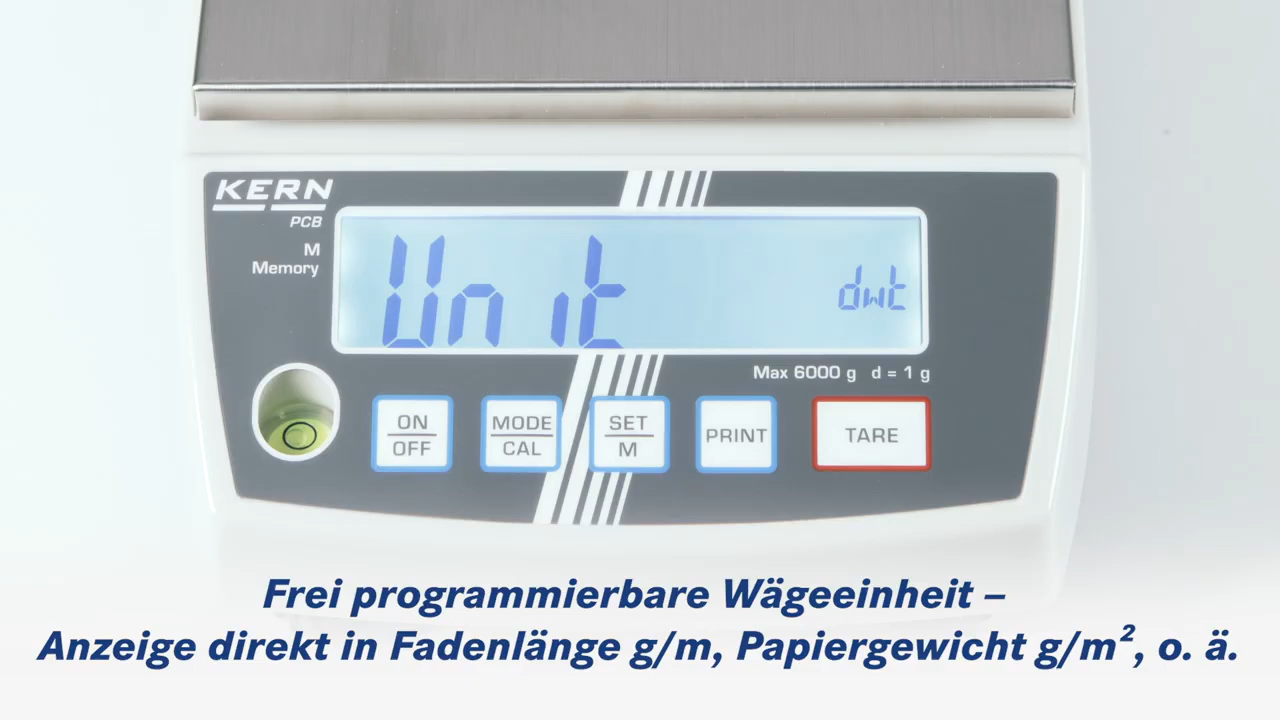 KERN
PCB
M
Memory
Unit dwt
Max 6000 g d = 1 g
ON
OFF
MODE
CAL
SET
M
PRINT
TARE
Frei programmierbare Wägeeinheit –
Anzeige direkt in Fadenlänge g/m, Papiergewicht g/m², o. ä.